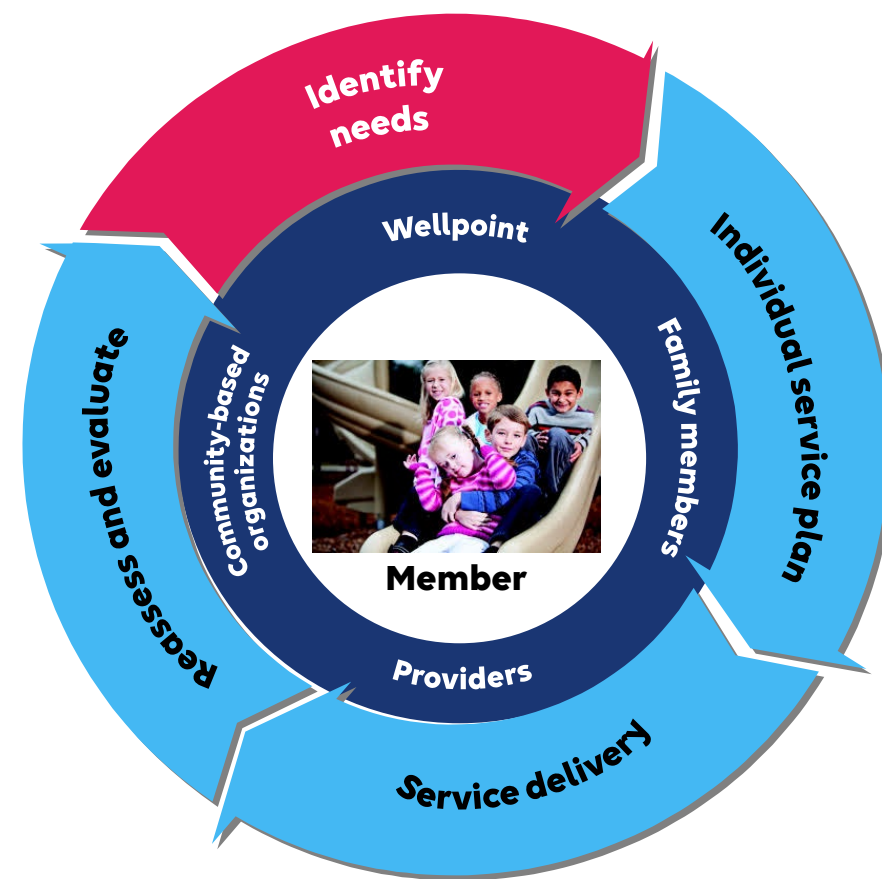 Identify
needs
Wellpoint
Individual service plan
Family members
Community-based
organizations
Reassess and evaluate
Member
Providers
Service delivery